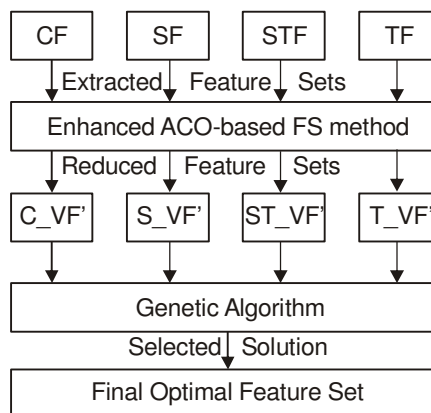 CF SF STF TF
Extracted Feature Sets
Enhanced ACO-based FS method
Reduced Feature Sets
C_VF' S_VF' ST_VF' T_VF'
Genetic Algorithm
Selected Solution
Final Optimal Feature Set